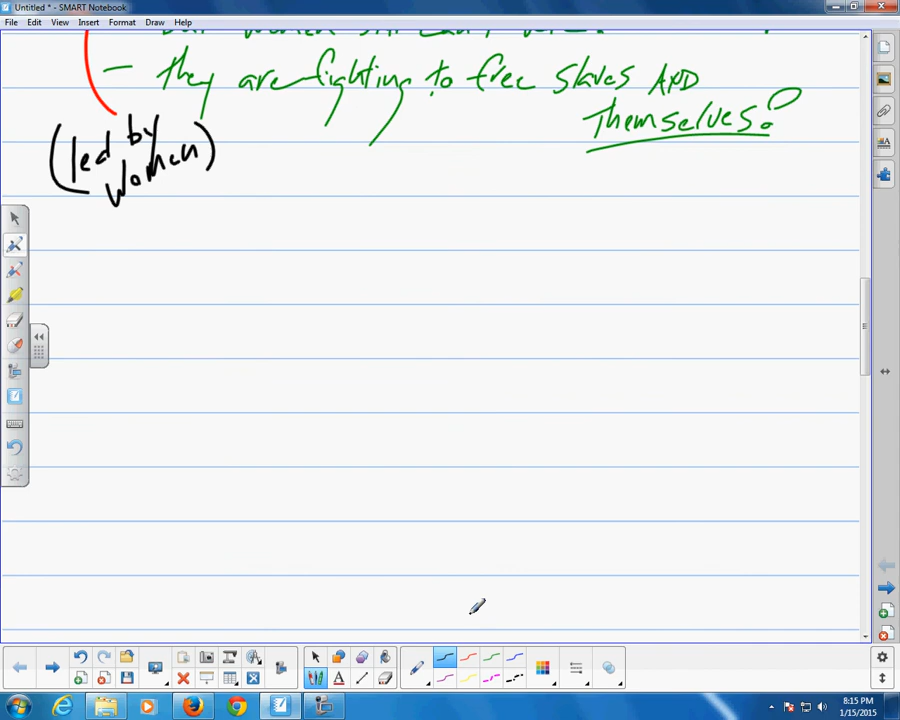 Untitled * - SMART Notebook
File Edit View Insert Format Draw Help
- they are fighting to free slaves AND
themselves?
(led by
women)
8:15 PM
1/15/2015